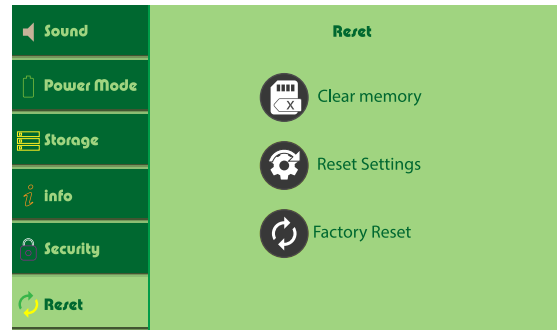 Sound
Power Mode
Storage
info
Security
Reset
Reset
Clear memory
X
Reset Settings
Factory Reset